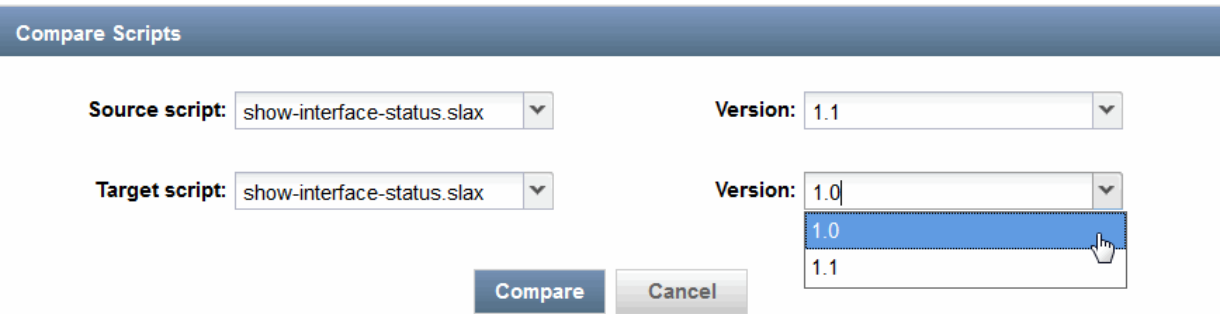 Compare Scripts
Source script: show-interface-status.slax Version: 1.1
Target script: show-interface-status.slax Version: 1.0
1.0
1.1
Compare Cancel